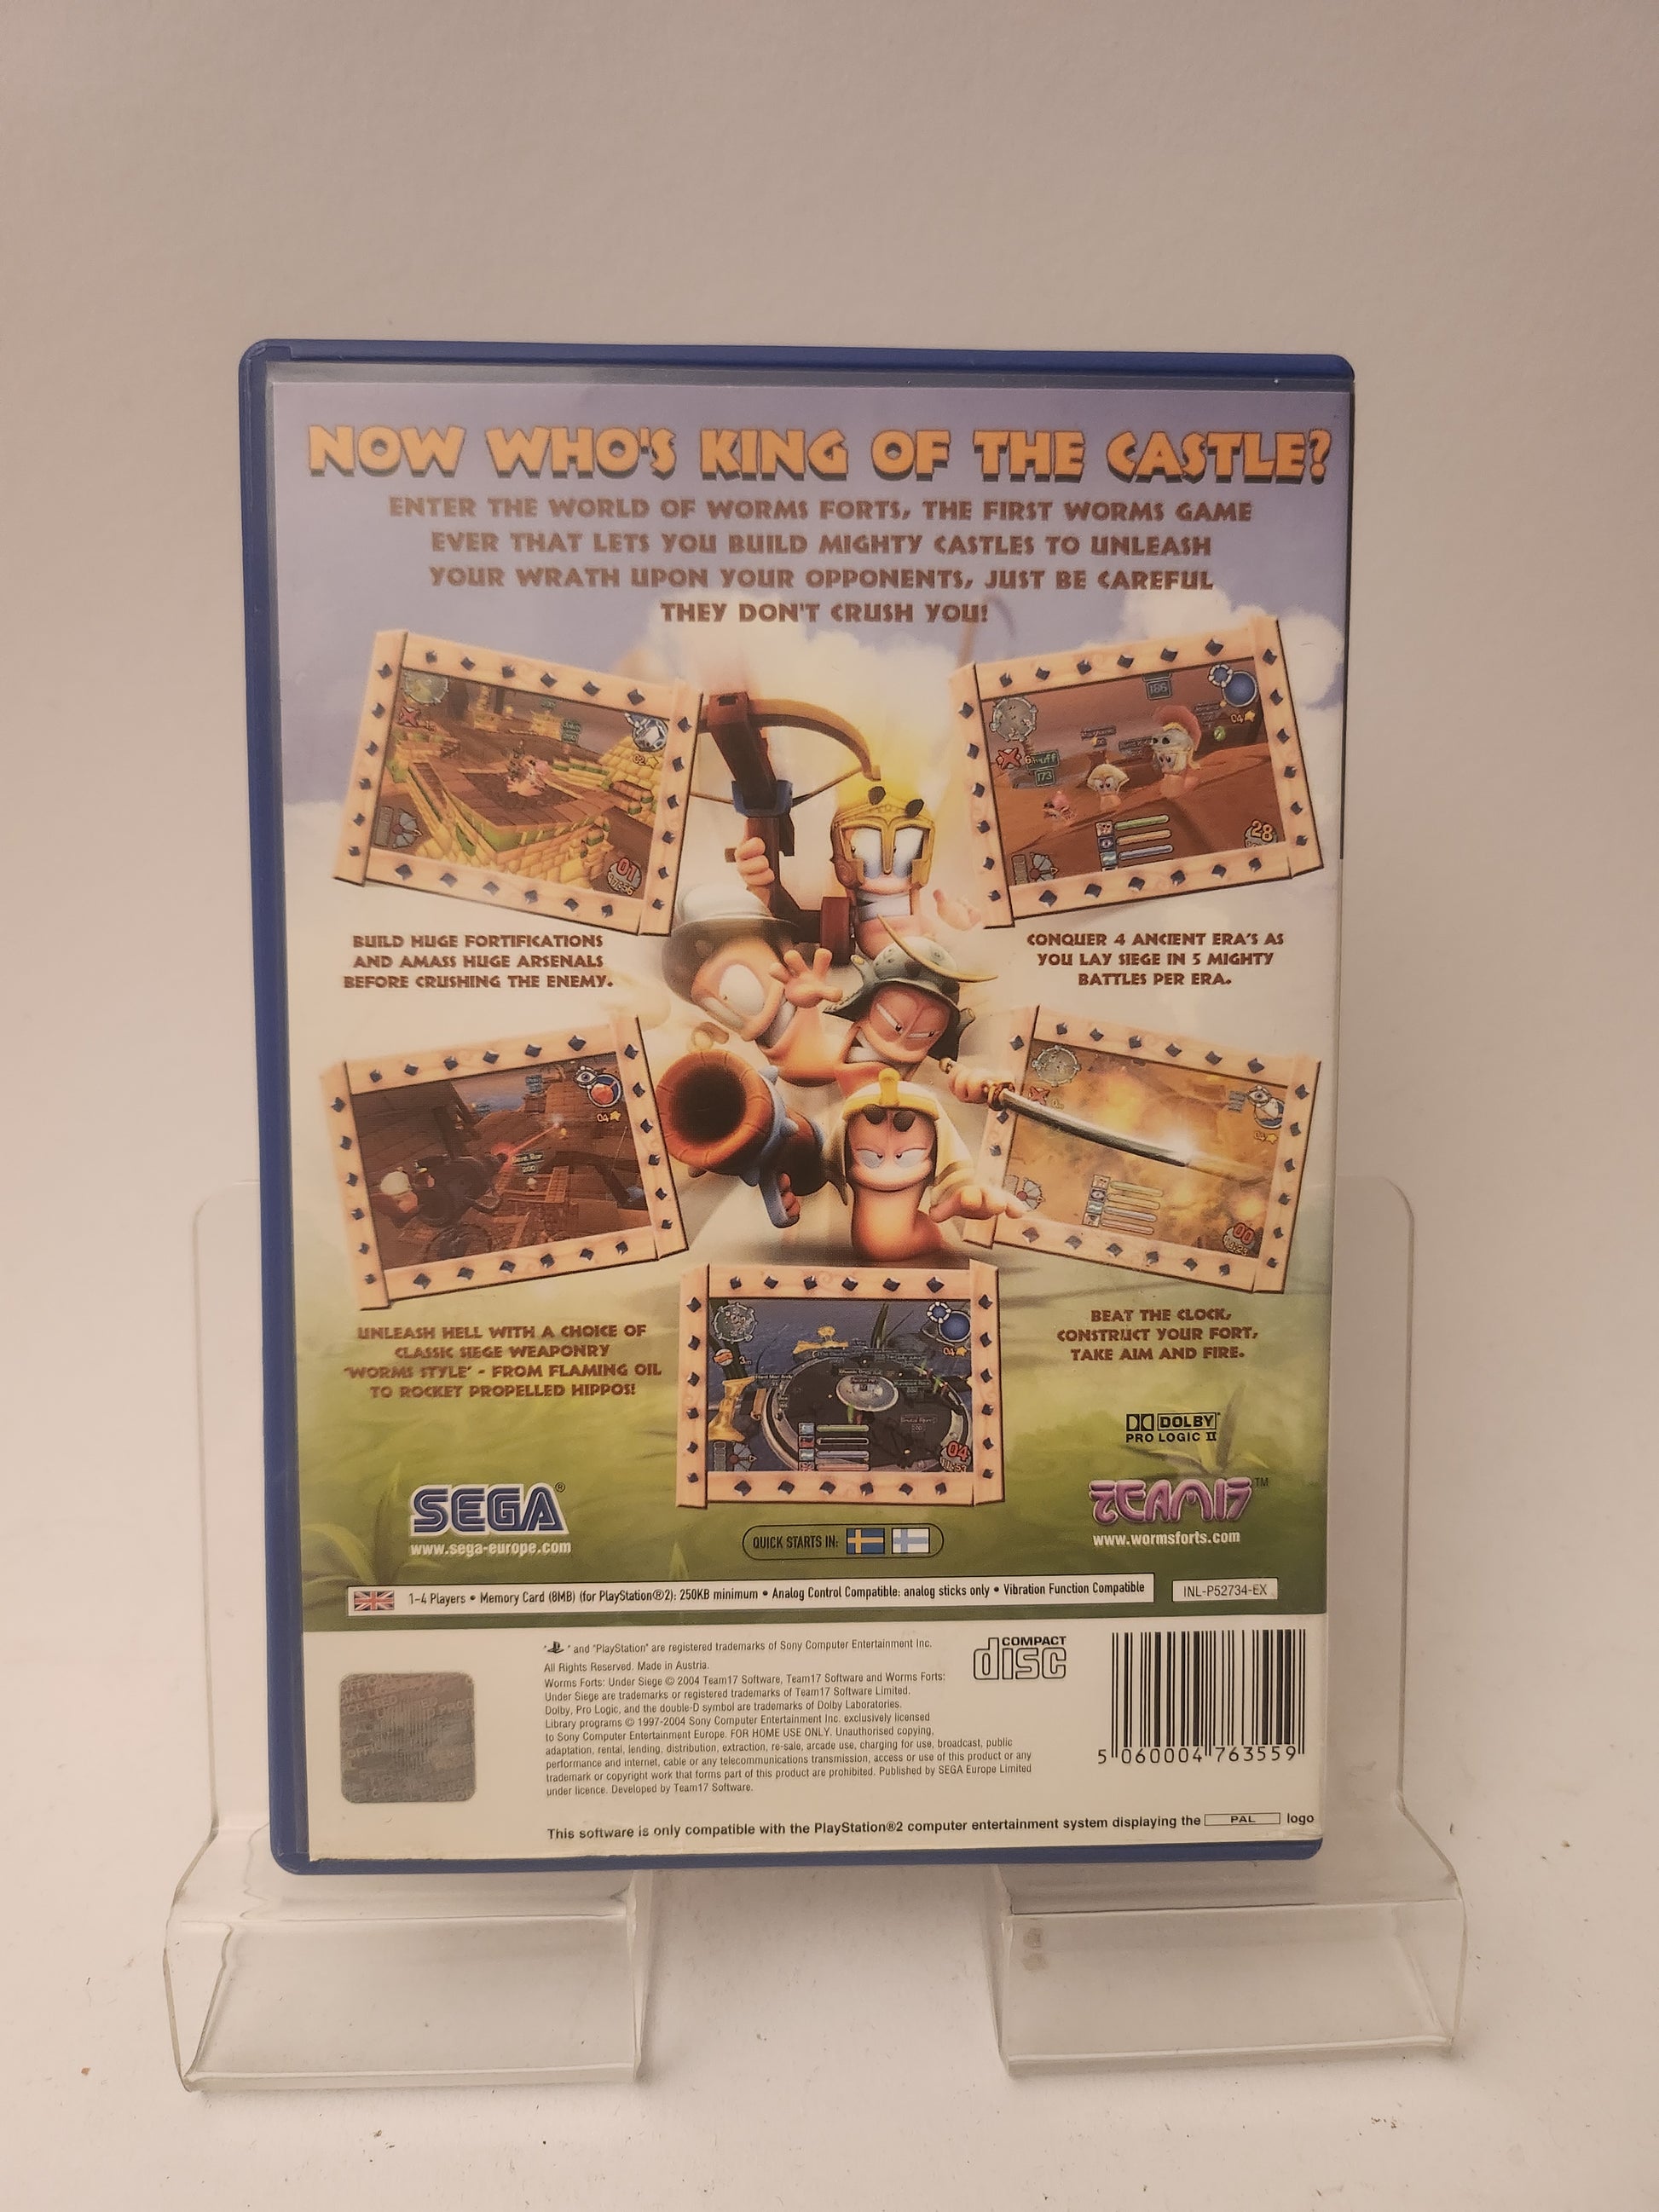 NOW WHO'S KING OF THE CASTLE?
ENTER THE WORLD OF WORMS FORTS, THE FIRST WORMS GAME
EVER THAT LETS YOU BUILD MIGHTY CASTLES TO UNLEASH
YOUR WRATH UPON YOUR OPPONENTS, JUST BE CAREFUL
THEY DON'T CRUSH YOU!
186
04
173
28
02
01
BUILD HUGE FORTIFICATIONS
AND AMASS HUGE ARSENALS
BEFORE CRUSHING THE ENEMY.
CONQUER 4 ANCIENT ERA'S AS
YOU LAY SIEGE IN 5 MIGHTY
BATTLES PER ERA.
04
200
04
00
UNLEASH HELL WITH A CHOICE OF
CLASSIC SIEGE WEAPONRY
'WORMS STYLE' - FROM FLAMING OIL
TO ROCKET PROPELLED HIPPOS!
04
04
BEAT THE CLOCK,
CONSTRUCT YOUR FORT,
TAKE AIM AND FIRE.
DOLBY
PRO LOGIC II
SEGA®
www.sega-europe.com
QUICK STARTS IN:
TEAM17™
www.wormsforts.com
1-4 Players • Memory Card (8MB) (for PlayStation®2): 250KB minimum • Analog Control Compatible: analog sticks only • Vibration Function Compatible
INL-P52734-EX
" " and "PlayStation" are registered trademarks of Sony Computer Entertainment Inc.
All Rights Reserved. Made in Austria.
Worms Forts: Under Siege © 2004 Team17 Software, Team17 Software and Worms Forts:
Under Siege are trademarks or registered trademarks of Team17 Software Limited.
Dolby, Pro Logic, and the double-D symbol are trademarks of Dolby Laboratories.
Library programs © 1997-2004 Sony Computer Entertainment Inc. exclusively licensed
to Sony Computer Entertainment Europe. FOR HOME USE ONLY. Unauthorised copying,
adaptation, rental, lending, distribution, extraction, re-sale, arcade use, charging for use, broadcast, public
performance and internet, cable or any telecommunications transmission, access or use of this product or any
trademark or copyright work that forms part of this product are prohibited. Published by SEGA Europe Limited
under licence. Developed by Team17 Software.
COMPACT
disc
5 060004 763559
This software is only compatible with the PlayStation®2 computer entertainment system displaying the PAL logo